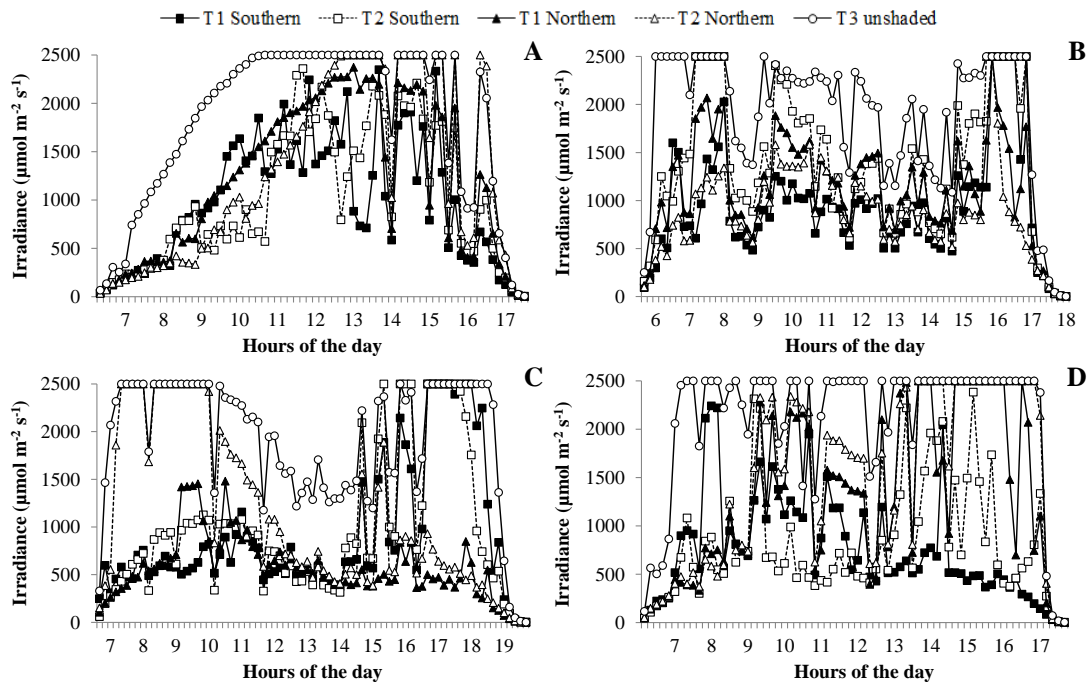 T1 Southern T2 Southern T1 Northern T2 Northern T3 unshaded
A
Irradiance (µmol m⁻² s⁻¹)
2500
2000
1500
1000
500
0
7 8 9 10 11 12 13 14 15 16 17
Hours of the day
B
Irradiance (µmol m⁻² s⁻¹)
2500
2000
1500
1000
500
0
6 7 8 9 10 11 12 13 14 15 16 17 18
Hours of the day
C
Irradiance (µmol m⁻² s⁻¹)
2500
2000
1500
1000
500
0
7 8 9 10 11 12 13 14 15 16 17 18 19
Hours of the day
D
Irradiance (µmol m⁻² s⁻¹)
2500
2000
1500
1000
500
0
7 8 9 10 11 12 13 14 15 16 17
Hours of the day